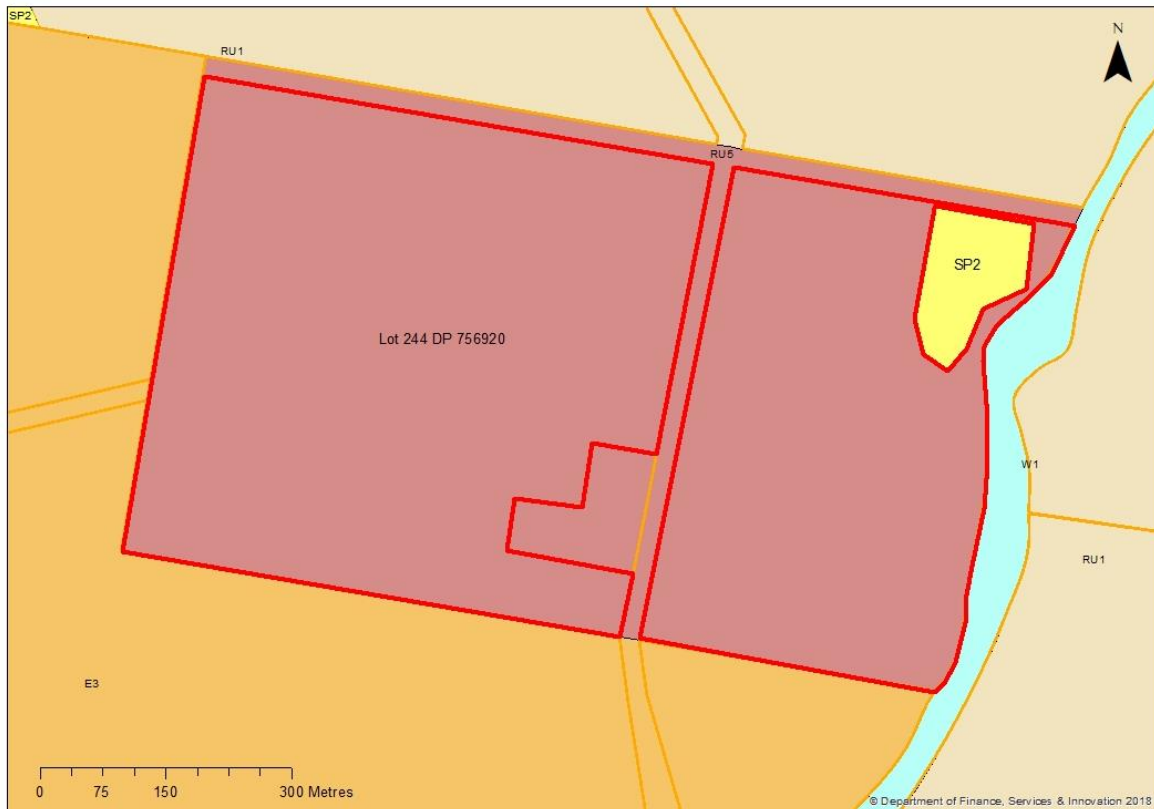 SP2
RU1
N
RU5
SP2
Lot 244 DP 756920
W1
RU1
E3
0 75 150 300 Metres
© Department of Finance, Services & Innovation 2018